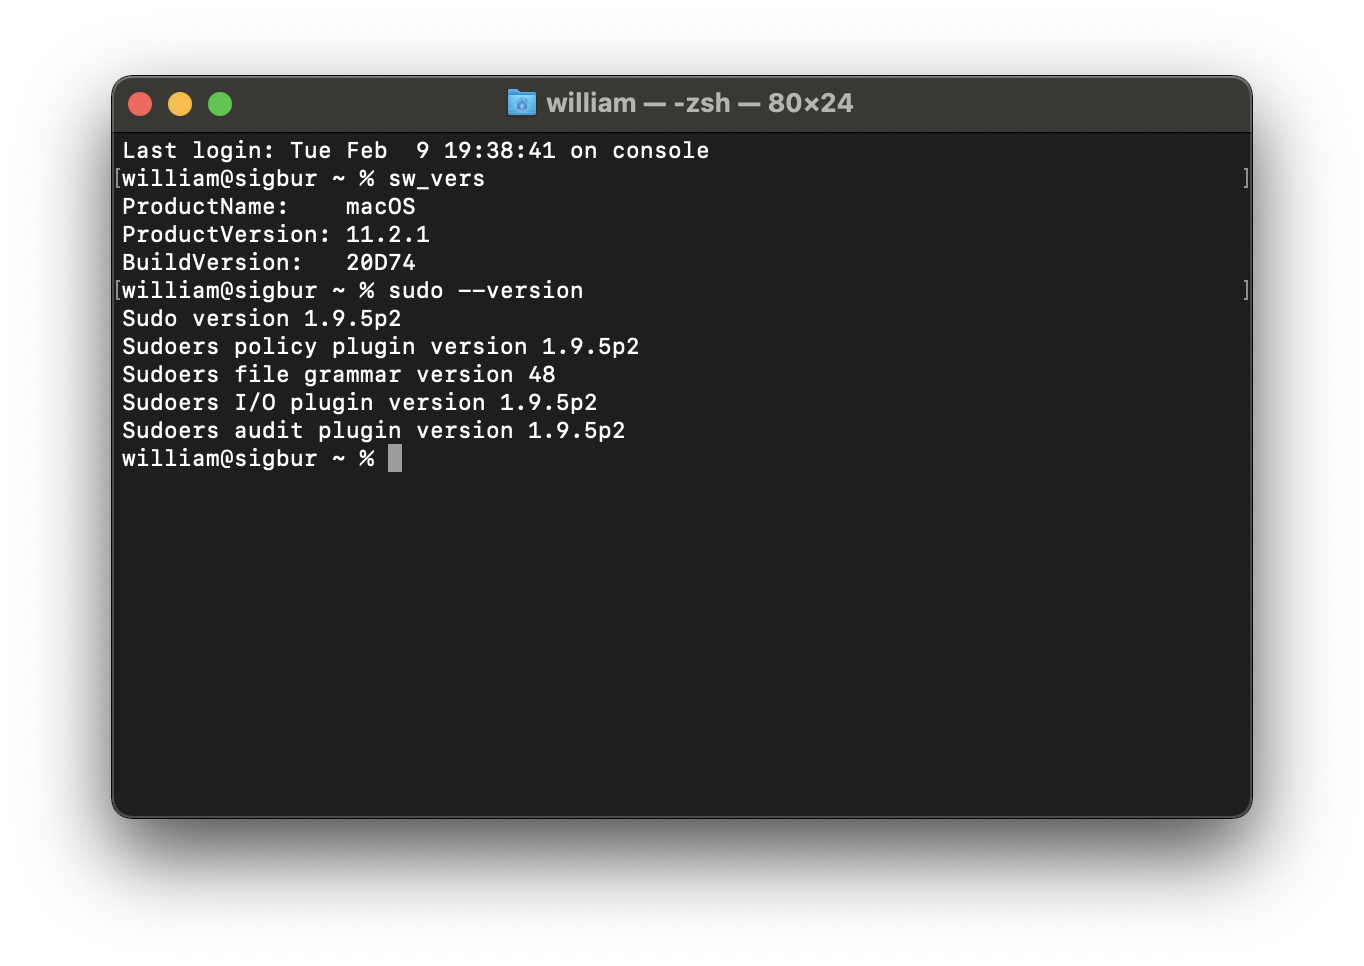 william — -zsh — 80×24
Last login: Tue Feb  9 19:38:41 on console
[william@sigbur ~ % sw_vers ]
ProductName:    macOS
ProductVersion: 11.2.1
BuildVersion:   20D74
[william@sigbur ~ % sudo --version ]
Sudo version 1.9.5p2
Sudoers policy plugin version 1.9.5p2
Sudoers file grammar version 48
Sudoers I/O plugin version 1.9.5p2
Sudoers audit plugin version 1.9.5p2
william@sigbur ~ %